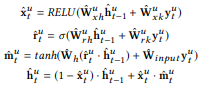 x̂ᵤₜ = RELU(Ŵᵘₓₕĥᵘₜ₋₁ + Ŵᵘₓₖyᵘₜ)
r̂ᵘₜ = σ(Ŵᵘᵣₕĥᵘₜ₋₁ + Ŵᵘᵣₖyᵘₜ)
m̂ᵘₜ = tanh(Ŵₕ(r̂ᵘₜ · ĥᵘₜ₋₁) + Ŵᵢₙₚᵤₜyᵘₜ)
ĥᵘₜ = (1 − x̂ᵘₜ) · ĥᵘₜ₋₁ + x̂ᵘₜ · m̂ᵘₜ